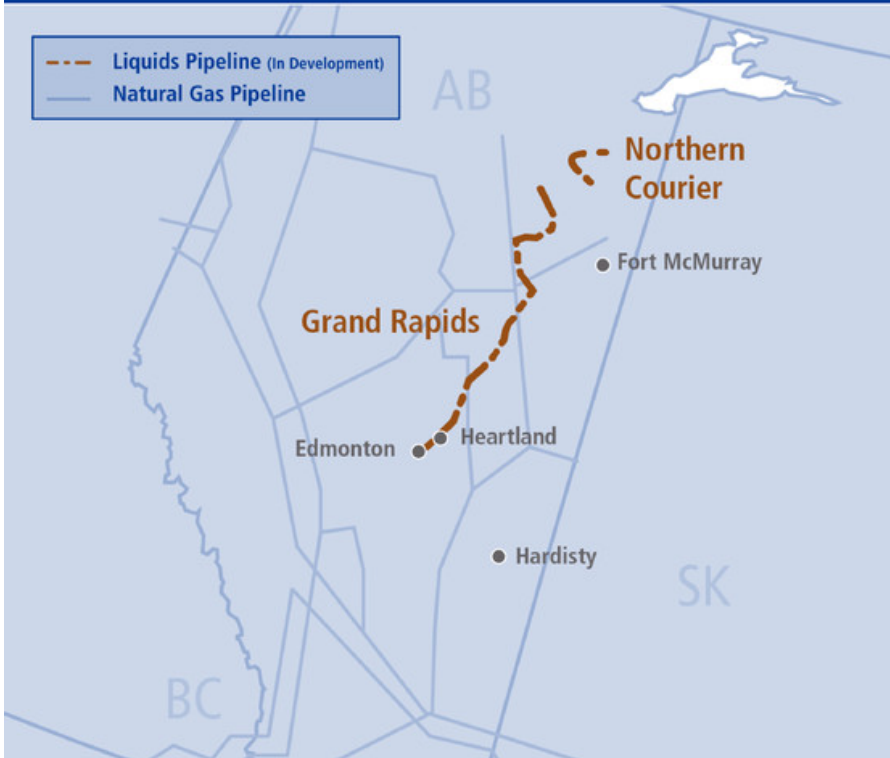 Liquids Pipeline (In Development)
Natural Gas Pipeline
AB
Northern
Courier
Fort McMurray
Grand Rapids
Heartland
Edmonton
Hardisty
SK
BC